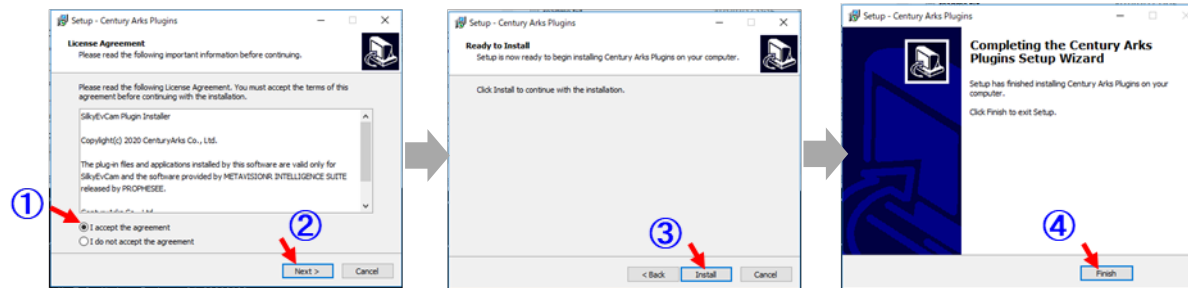 Setup - Century Arks Plugins
License Agreement
Please read the following important information before continuing.
Please read the following License Agreement. You must accept the terms of this
agreement before continuing with the installation.
SilkyEvCam Plugin Installer
Copyright(c) 2020 CenturyArks Co., Ltd.
The plug-in files and applications installed by this software are valid only for
SilkyEvCam and the software provided by METAVISIONR INTELLIGENCE SUITE
released by PROPHESEE.
①
I accept the agreement
I do not accept the agreement
②
Next >
Cancel
Setup - Century Arks Plugins
Ready to Install
Setup is now ready to begin installing Century Arks Plugins on your computer.
Click Install to continue with the installation.
③
< Back
Install
Cancel
Setup - Century Arks Plugins
Completing the Century Arks
Plugins Setup Wizard
Setup has finished installing Century Arks Plugins on your
computer.
Click Finish to exit Setup.
④
Finish